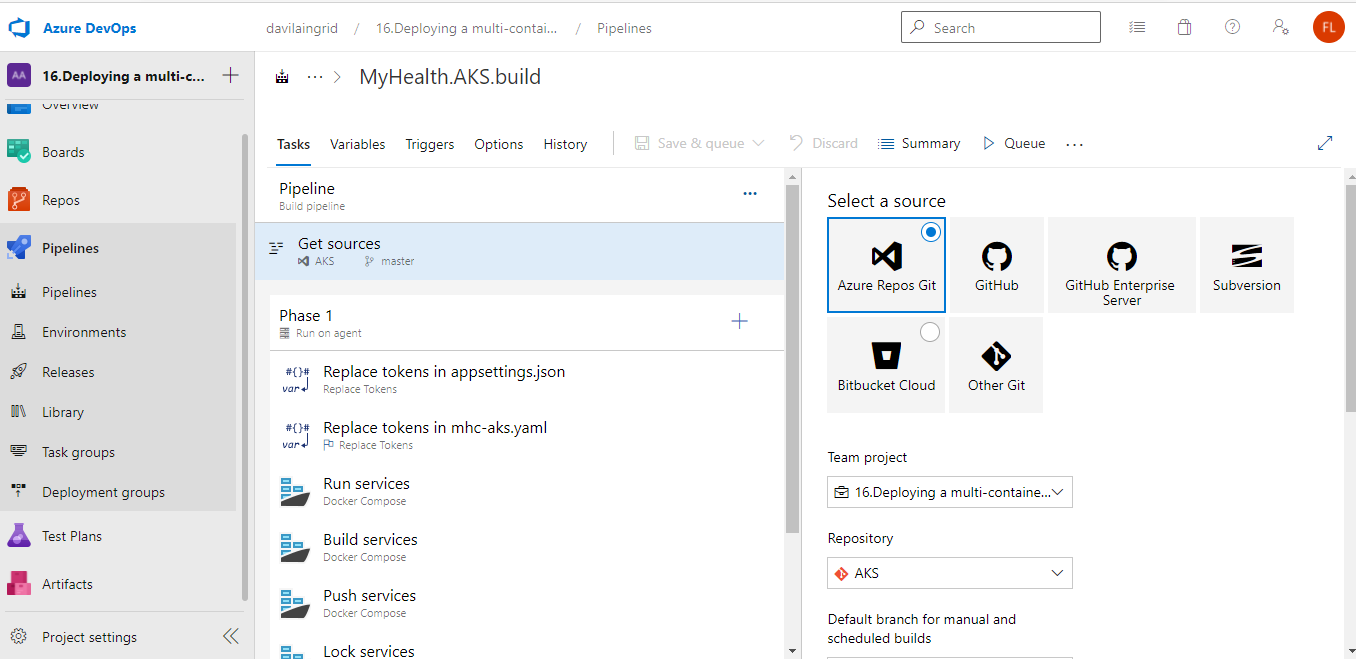 Azure DevOps
davilaingrid / 16.Deploying a multi-contai... / Pipelines
Search
FL
AA 16.Deploying a multi-c...
Overview
Boards
Repos
Pipelines
Pipelines
Environments
Releases
Library
Task groups
Deployment groups
Test Plans
Artifacts
Project settings
... > MyHealth.AKS.build
Tasks Variables Triggers Options History Save & queue Discard Summary Queue ...
Pipeline
Build pipeline
Get sources
AKS master
Phase 1
Run on agent
#{}#
var
Replace tokens in appsettings.json
Replace Tokens
#{}#
var
Replace tokens in mhc-aks.yaml
Replace Tokens
Run services
Docker Compose
Build services
Docker Compose
Push services
Docker Compose
Lock services
Select a source
Azure Repos Git
GitHub
GitHub Enterprise
Server
Subversion
Bitbucket Cloud
Other Git
Team project
16.Deploying a multi-containe...
Repository
AKS
Default branch for manual and
scheduled builds